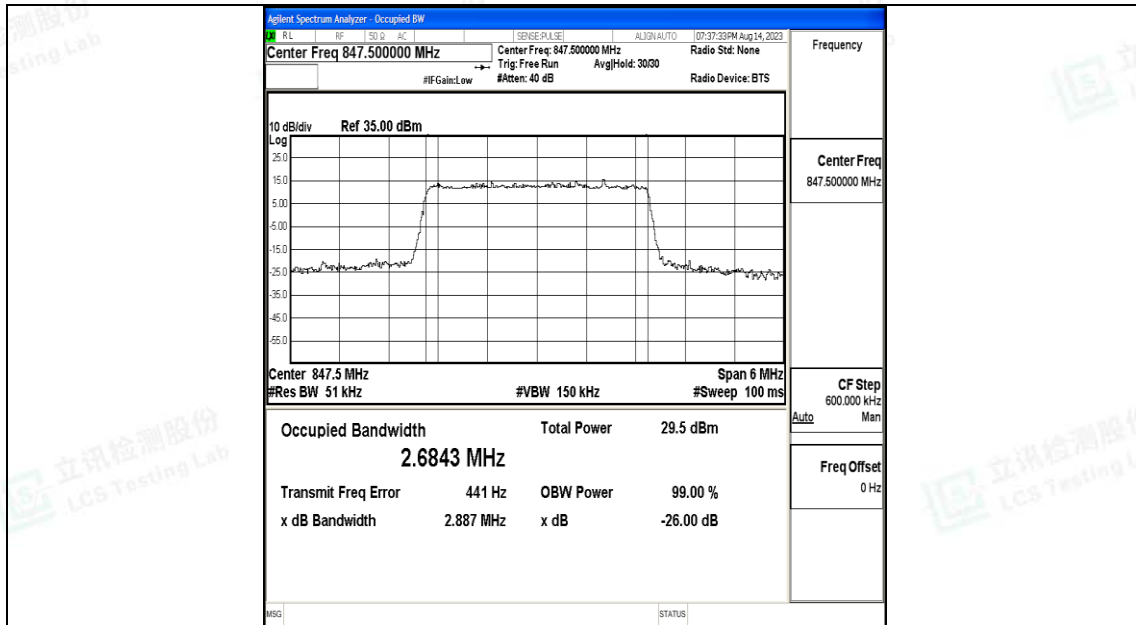 Agilent Spectrum Analyzer - Occupied BW
LXI RL RF 50 Ω AC SENSE:PULSE ALIGN AUTO 07:37:33 PM Aug 14, 2023
Center Freq 847.500000 MHz
Center Freq: 847.500000 MHz Radio Std: None
Trig: Free Run Avg|Hold: 30/30
#IFGain:Low #Atten: 40 dB Radio Device: BTS
10 dB/div Ref 35.00 dBm
Log
25.0
15.0
5.00
-5.00
-15.0
-25.0
-35.0
-45.0
-55.0
Center 847.5 MHz Span 6 MHz
#Res BW 51 kHz #VBW 150 kHz #Sweep 100 ms
Occupied Bandwidth Total Power 29.5 dBm
2.6843 MHz
Transmit Freq Error 441 Hz OBW Power 99.00 %
x dB Bandwidth 2.887 MHz x dB -26.00 dB
MSG STATUS
Frequency
Center Freq
847.500000 MHz
CF Step
600.000 kHz
Auto Man
Freq Offset
0 Hz
立讯检测股份
LCS Testing Lab
立讯检测股份
LCS Testing L